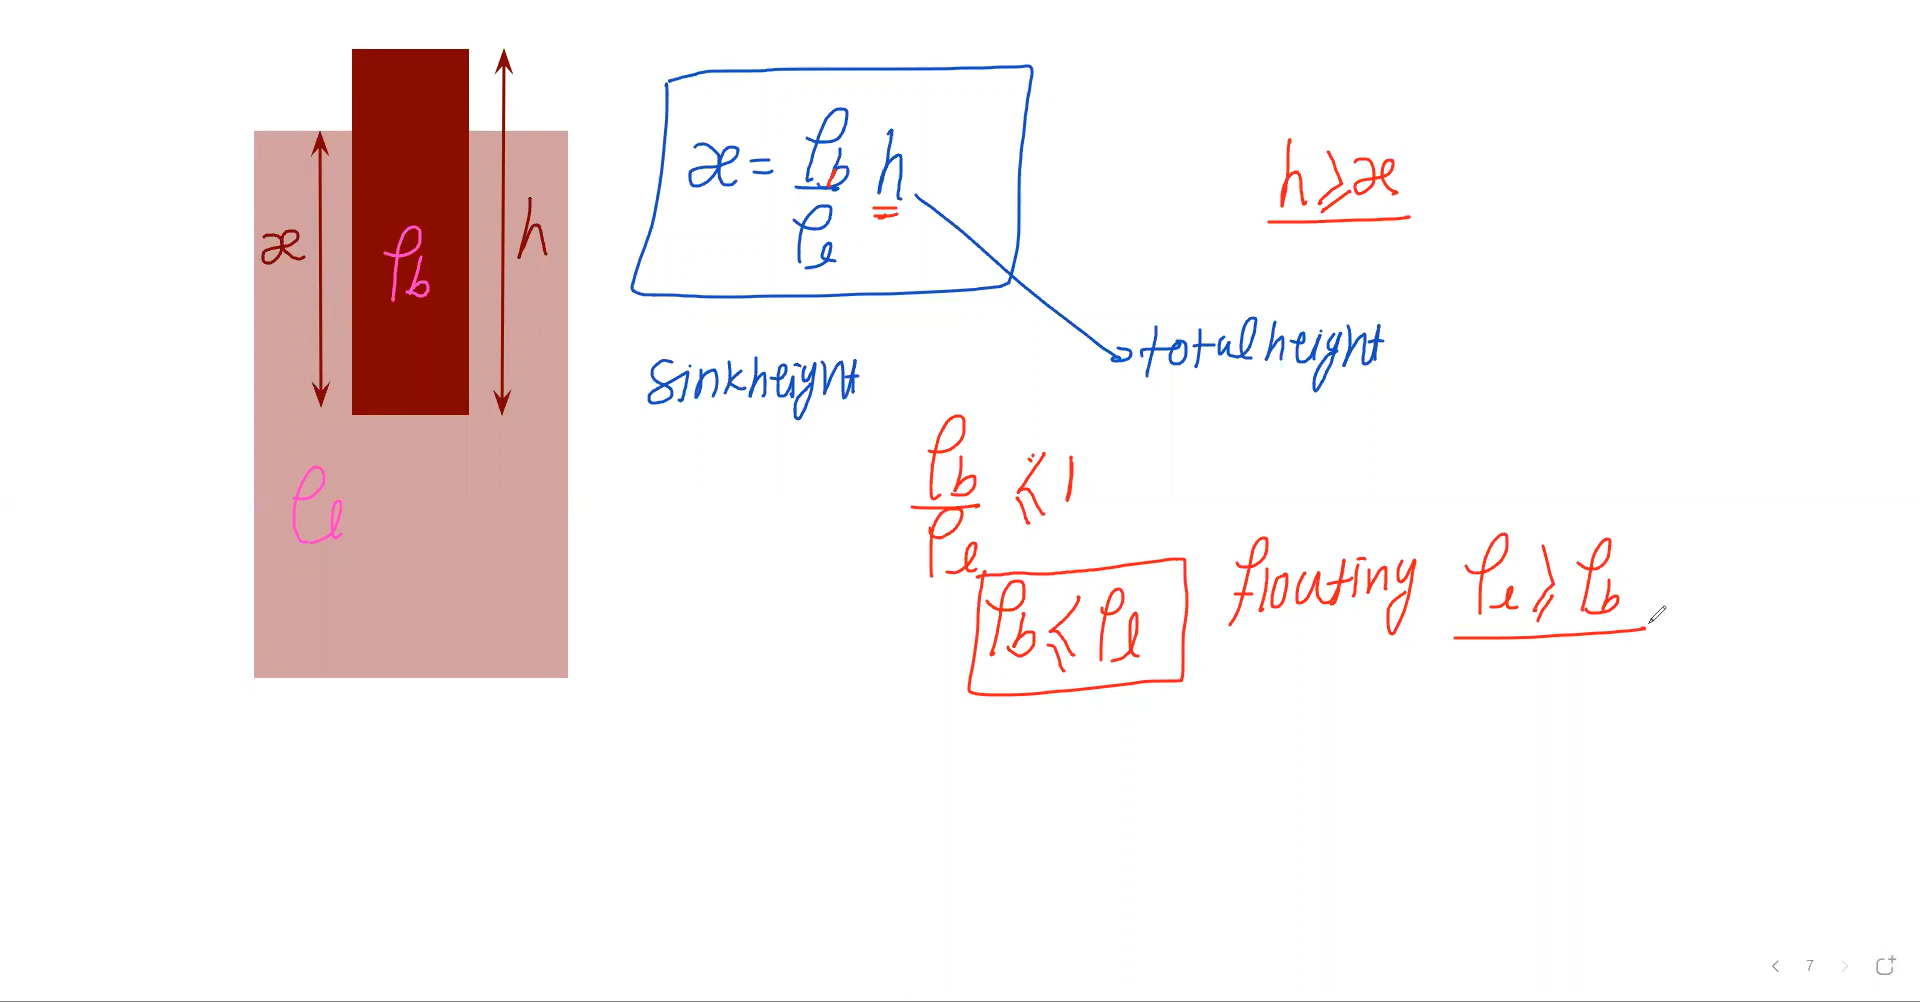 x
ρb
h
ρl
x = ρb/ρl h
h ⩾ x
sinkheight
total height
ρb/ρl ⩽ 1
ρb ⩽ ρl
floating ρl ⩾ ρb
7